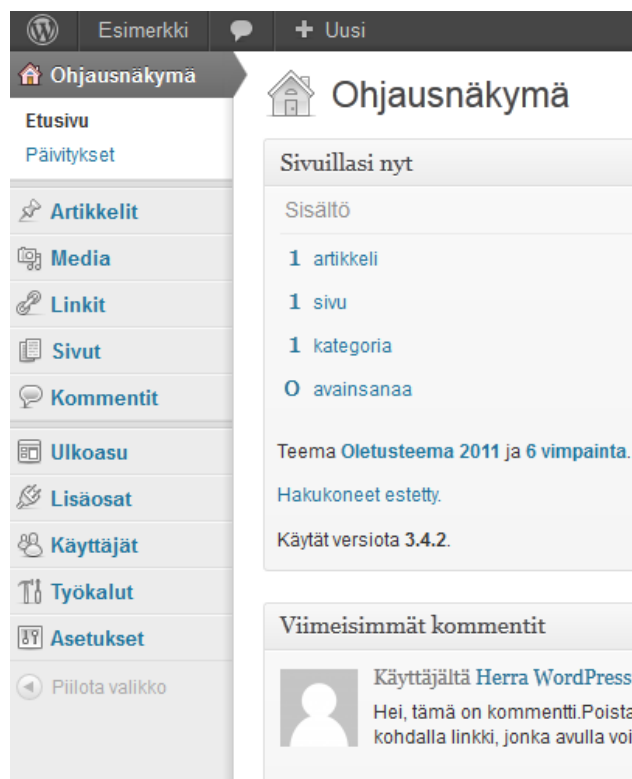 Esimerkki
Uusi
Ohjausnäkymä
Etusivu
Päivitykset
Artikkelit
Media
Linkit
Sivut
Kommentit
Ulkoasu
Lisäosat
Käyttäjät
Työkalut
Asetukset
Piilota valikko
Ohjausnäkymä
Sivuillasi nyt
Sisältö
1 artikkeli
1 sivu
1 kategoria
0 avainsanaa
Teema Oletusteema 2011 ja 6 vimpainta.
Hakukoneet estetty.
Käytät versiota 3.4.2.
Viimeisimmät kommentit
Käyttäjältä Herra WordPress
Hei, tämä on kommentti.Poista
kohdalla linkki, jonka avulla voi